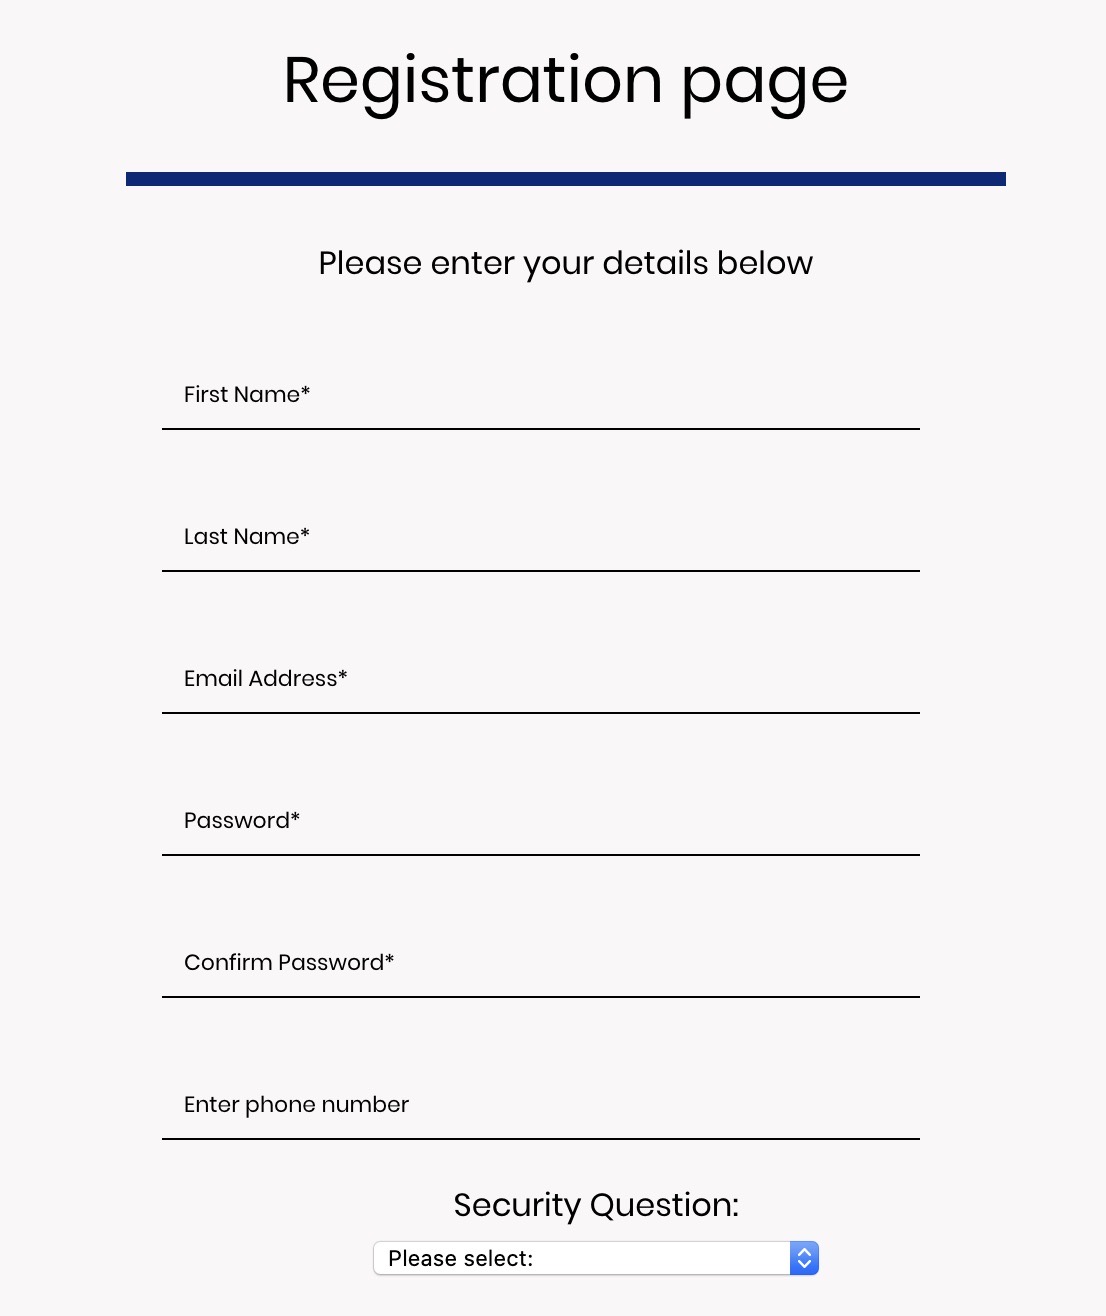 Registration page
Please enter your details below
First Name*
Last Name*
Email Address*
Password*
Confirm Password*
Enter phone number
Security Question:
Please select: